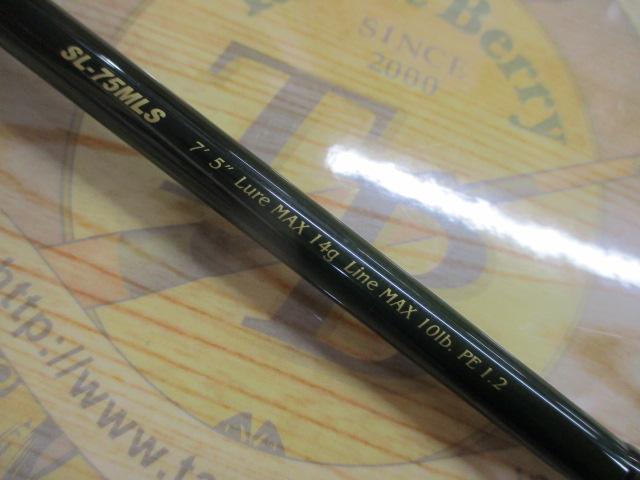 Berry
SINCE
2000
TB
SL-75MLS
7' 5" Lure MAX 14g Line MAX 10lb. PE 1.2
http://www.ta